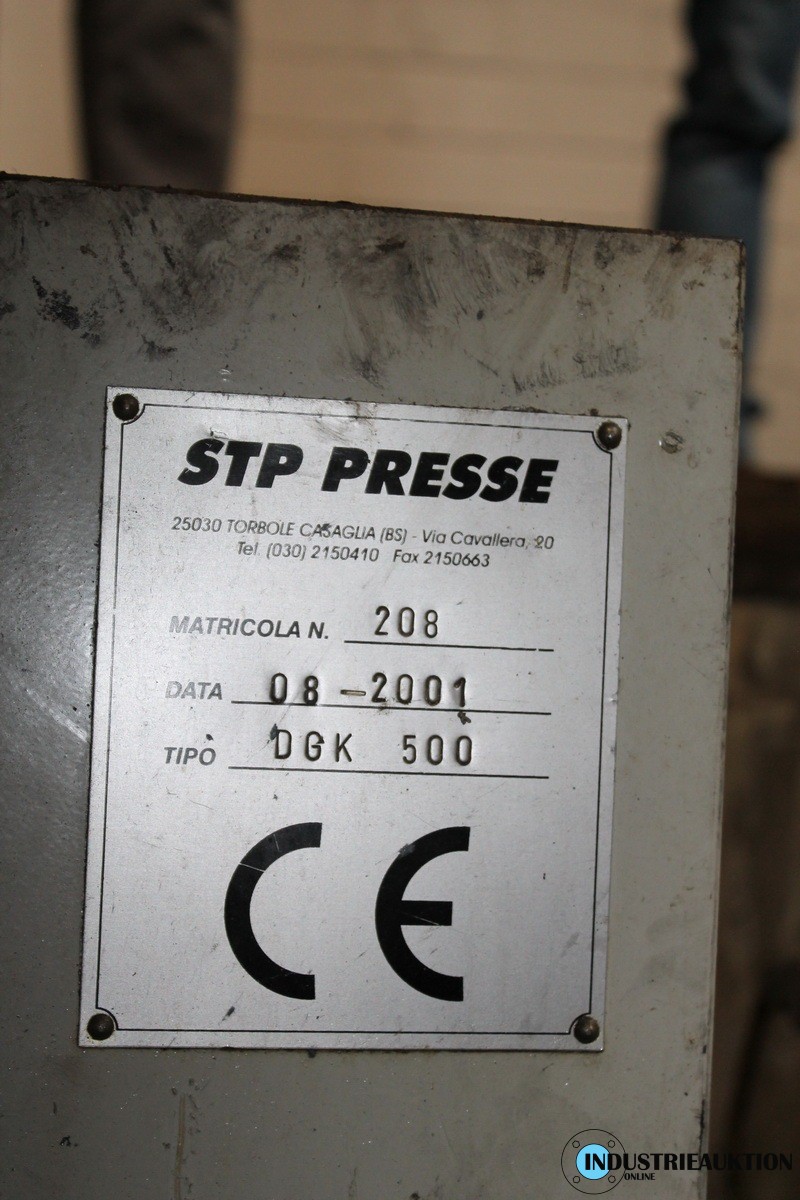 STP PRESSE
25030 TORBOLE CASAGLIA (BS) - Via Cavallera, 20
Tel. (030) 2150410 Fax 2150663
MATRICOLA N. 208
DATA 08-2001
TIPO DGK 500
CE
INDUSTRIEAUKTION
ONLINE